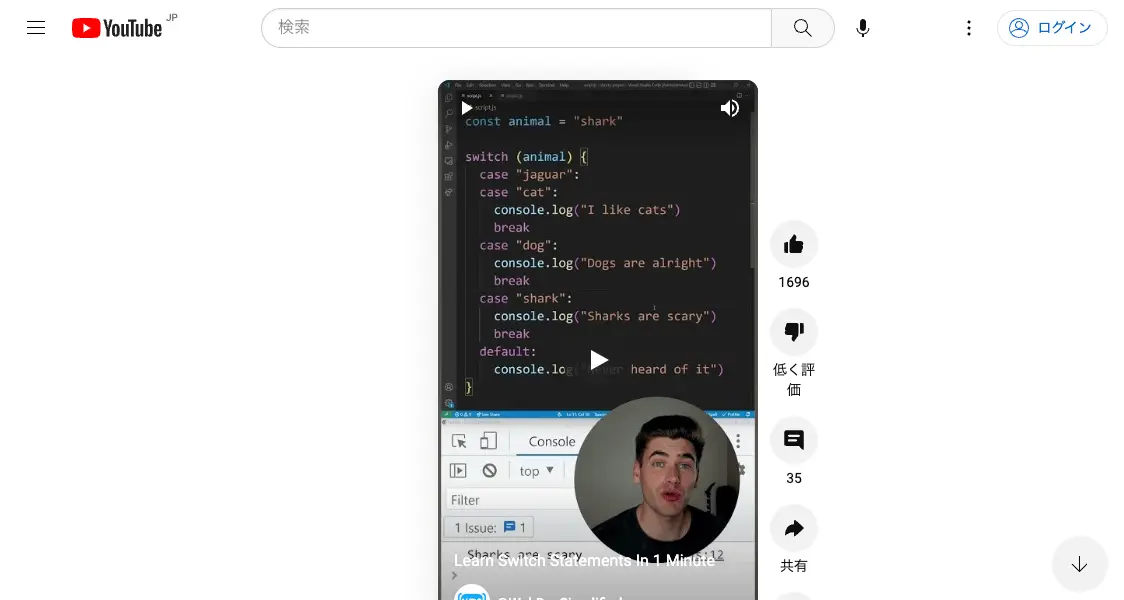 YouTube JP
検索
ログイン
script.js
const animal = "shark"
switch (animal) {
case "jaguar":
case "cat":
console.log("I like cats")
break
case "dog":
console.log("Dogs are alright")
break
case "shark":
console.log("Sharks are scary")
break
default:
console.log("Never heard of it")
}
Console
top
Filter
1 Issue: 1
Sharks are scary
Learn Switch Statements In 1 Minute
1696
低く評
価
35
共有